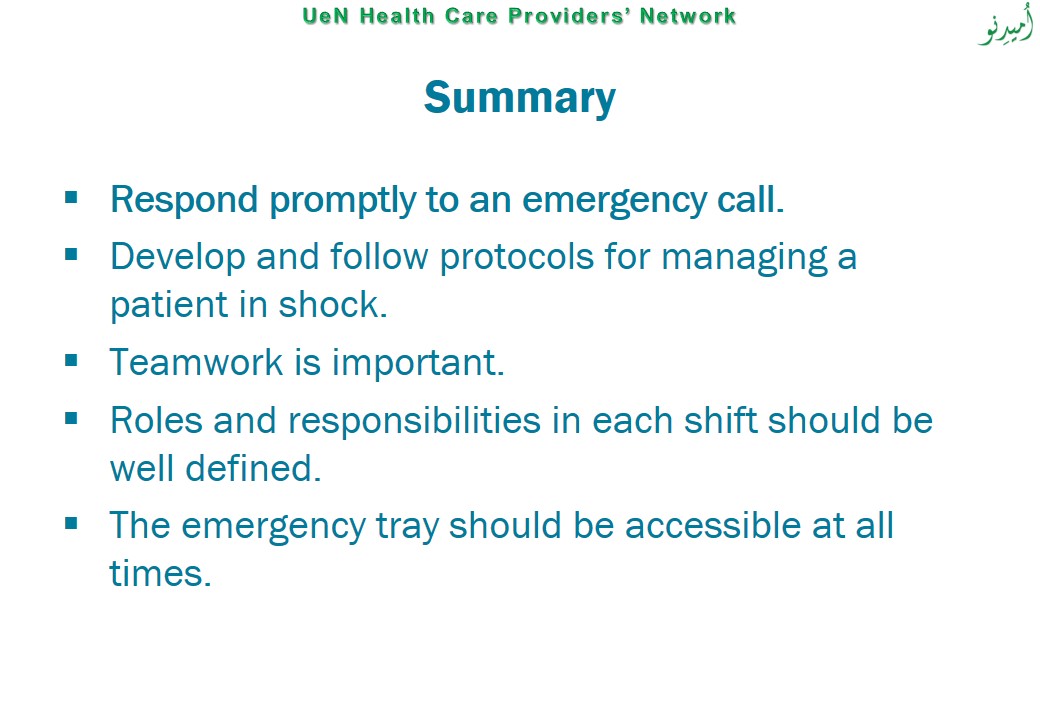 UeN Health Care Providers’ Network
اُمیدِنو
Summary
▪ Respond promptly to an emergency call.
▪ Develop and follow protocols for managing a
patient in shock.
▪ Teamwork is important.
▪ Roles and responsibilities in each shift should be
well defined.
▪ The emergency tray should be accessible at all
times.